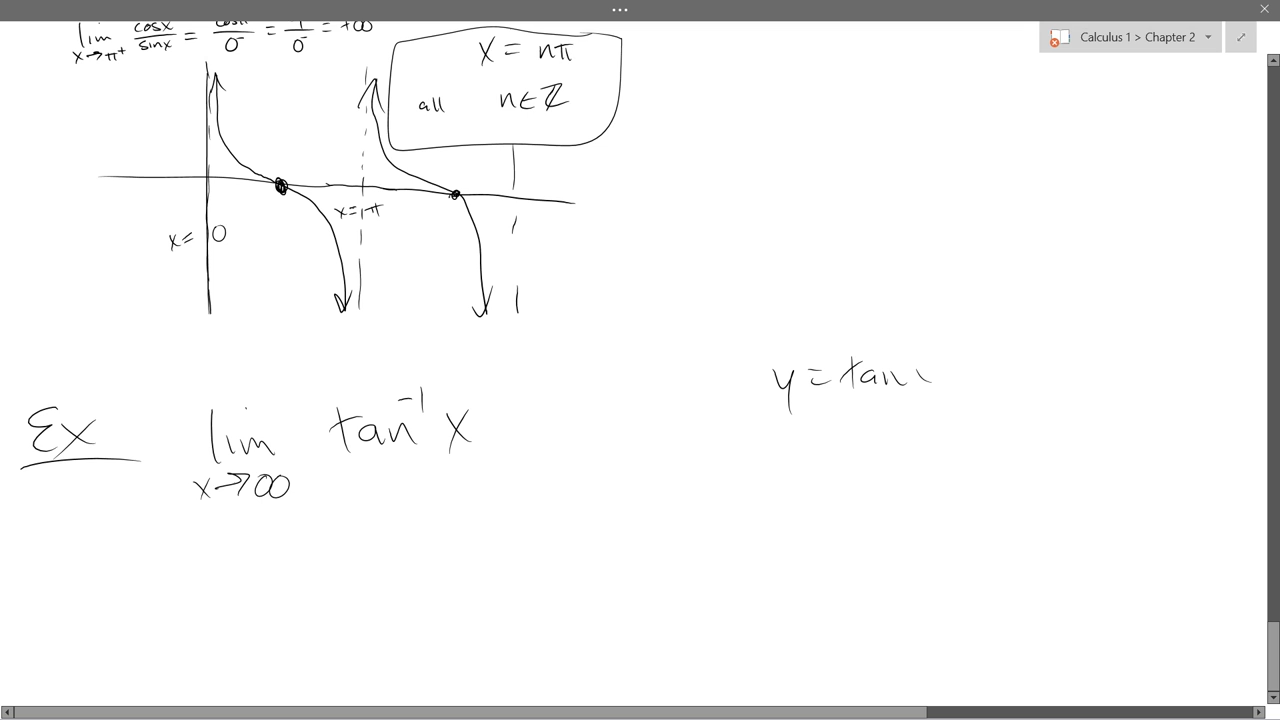 Calculus 1 > Chapter 2
lim x→π⁺ cosx/sinx = cosπ/0⁻ = 1/0⁻ = +∞
x = nπ
all n∈ℤ
x=π
x= 0
y = tan
Ex lim x→∞ tan⁻¹ x